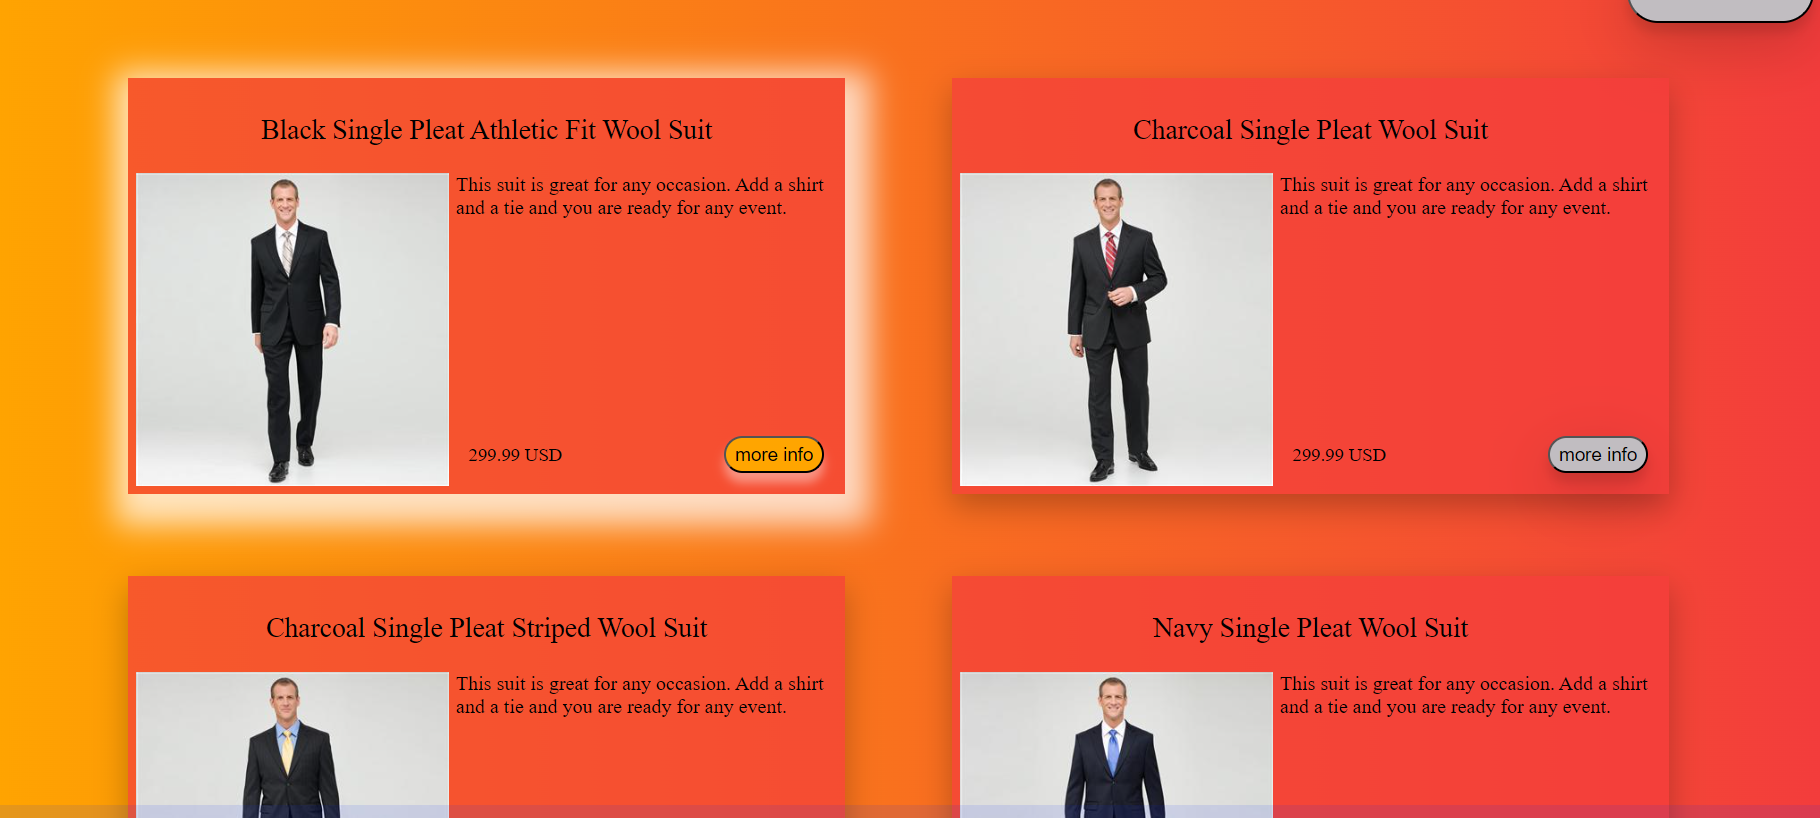 Black Single Pleat Athletic Fit Wool Suit
This suit is great for any occasion. Add a shirt
and a tie and you are ready for any event.
299.99 USD
more info
Charcoal Single Pleat Wool Suit
This suit is great for any occasion. Add a shirt
and a tie and you are ready for any event.
299.99 USD
more info
Charcoal Single Pleat Striped Wool Suit
This suit is great for any occasion. Add a shirt
and a tie and you are ready for any event.
Navy Single Pleat Wool Suit
This suit is great for any occasion. Add a shirt
and a tie and you are ready for any event.